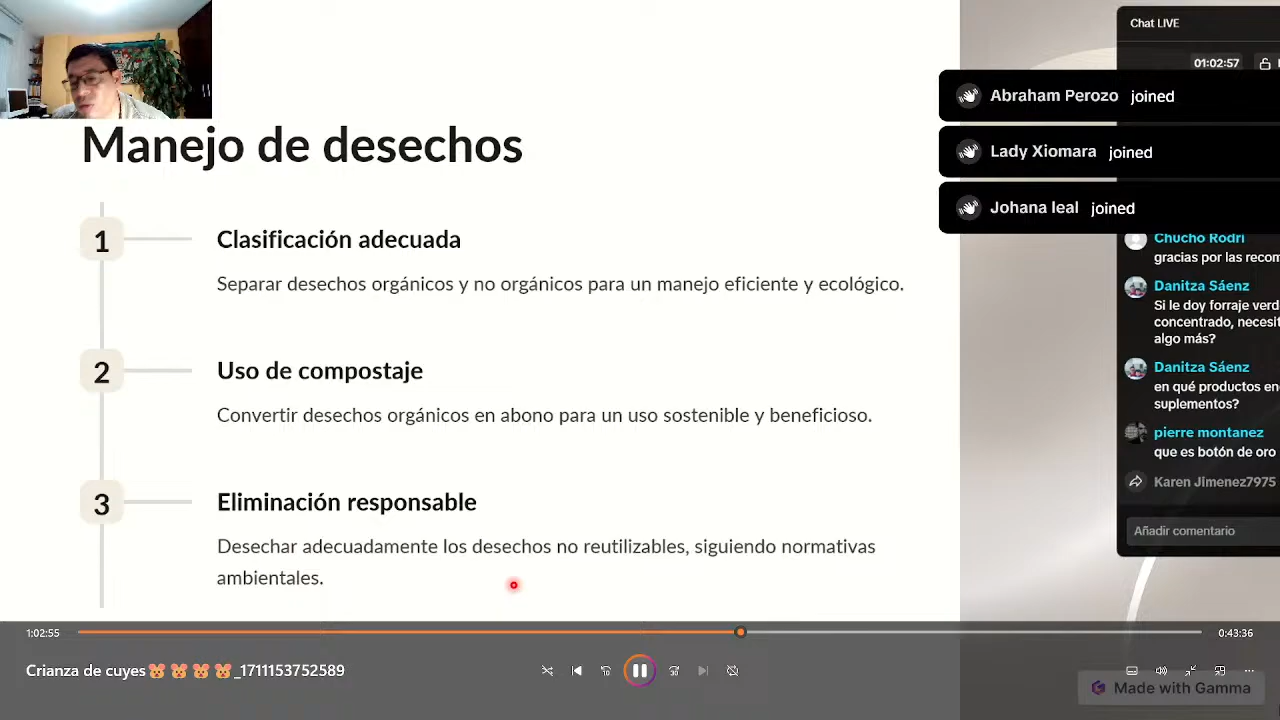 Manejo de desechos
1
Clasificación adecuada
Separar desechos orgánicos y no orgánicos para un manejo eficiente y ecológico.
2
Uso de compostaje
Convertir desechos orgánicos en abono para un uso sostenible y beneficioso.
3
Eliminación responsable
Desechar adecuadamente los desechos no reutilizables, siguiendo normativas
ambientales.
Chat LIVE
01:02:57
Abraham Perozo joined
Lady Xiomara joined
Johana leal joined
Chucho Rodri
gracias por las recom
Danitza Sáenz
Si le doy forraje verd
concentrado, necesit
algo más?
Danitza Sáenz
en qué productos en
suplementos?
pierre montanez
que es botón de oro
Karen Jimenez7975
Añadir comentario
1:02:55
0:43:36
Crianza de cuyes🐹🐹🐹🐹_1711153752589
Made with Gamma